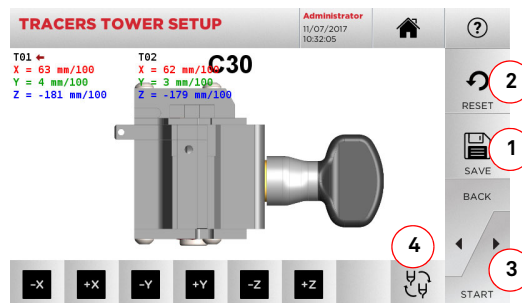 TRACERS TOWER SETUP
Administrator
11/07/2017
10:32:05
?
T01
X = 63 mm/100
Y = 4 mm/100
Z = -181 mm/100
T02
X = 62 mm/100
Y = 3 mm/100
Z = -179 mm/100
C30
2
RESET
1
SAVE
BACK
4
3
START
-X
+X
-Y
+Y
-Z
+Z